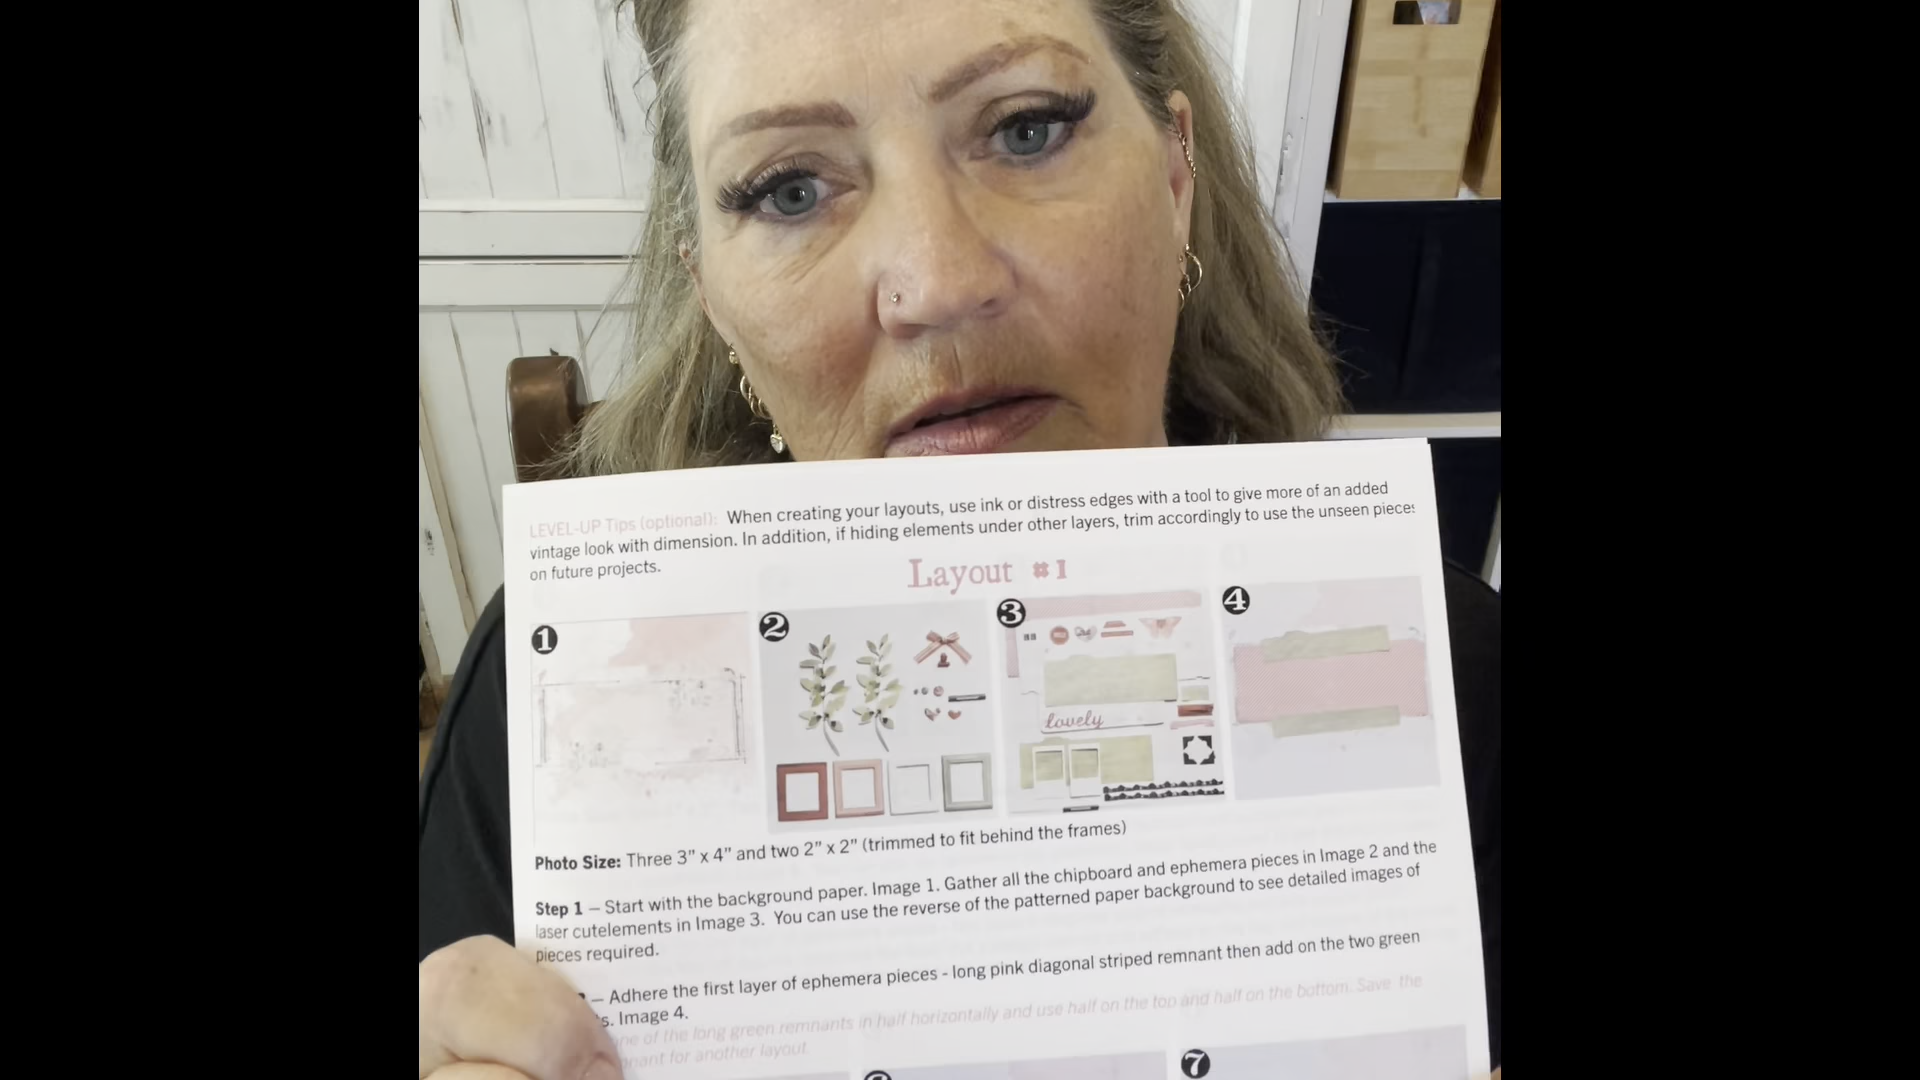 LEVEL-UP Tips (optional): When creating your layouts, use ink or distress edges with a tool to give more of an added
vintage look with dimension. In addition, if hiding elements under other layers, trim accordingly to use the unseen pieces
on future projects.
Layout #1
1
2
3
4
lovely
Photo Size: Three 3” x 4” and two 2” x 2” (trimmed to fit behind the frames)
Step 1 – Start with the background paper. Image 1. Gather all the chipboard and ephemera pieces in Image 2 and the
laser cutelements in Image 3. You can use the reverse of the patterned paper background to see detailed images of
pieces required.
– Adhere the first layer of ephemera pieces - long pink diagonal striped remnant then add on the two green
s. Image 4.
one of the long green remnants in half horizontally and use half on the top and half on the bottom. Save the
for another layout
7